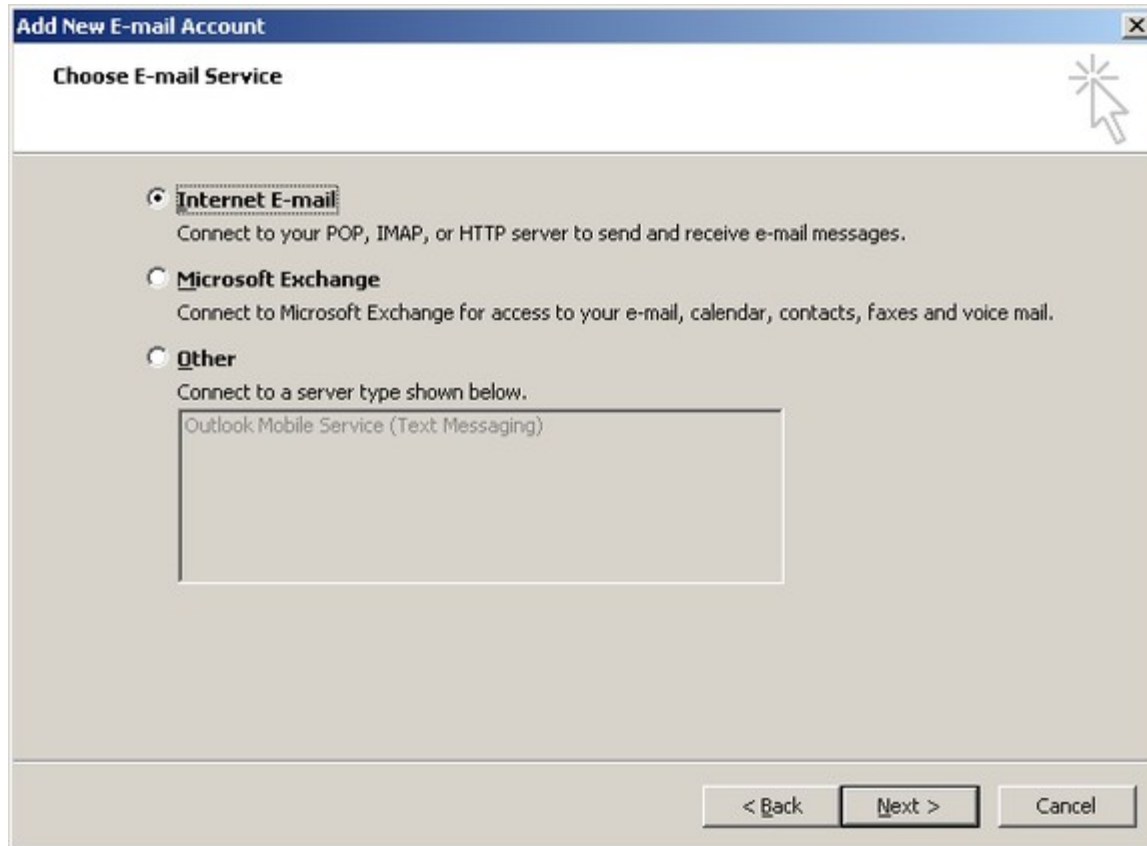 Add New E-mail Account
Choose E-mail Service
Internet E-mail
Connect to your POP, IMAP, or HTTP server to send and receive e-mail messages.
Microsoft Exchange
Connect to Microsoft Exchange for access to your e-mail, calendar, contacts, faxes and voice mail.
Other
Connect to a server type shown below.
Outlook Mobile Service (Text Messaging)
< Back Next > Cancel